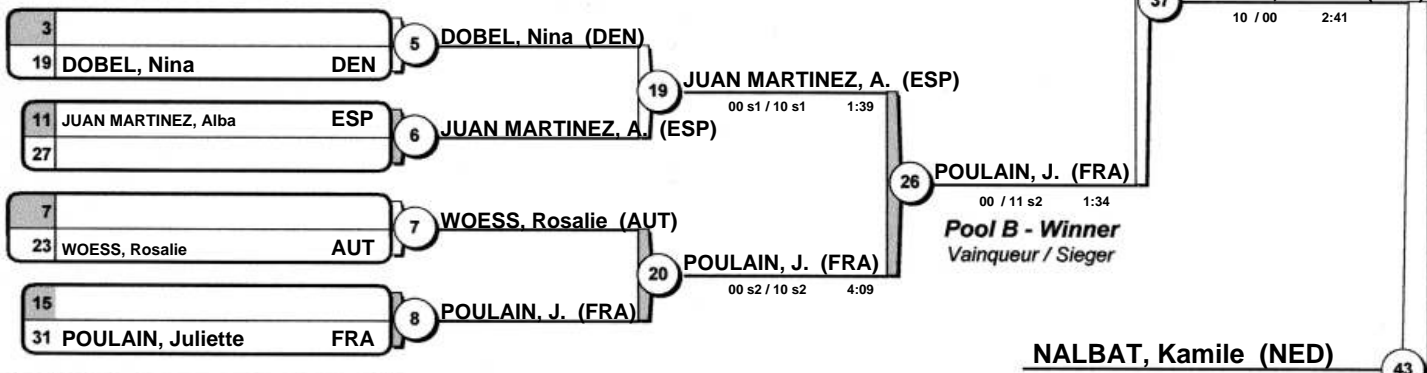 37
10 / 00 2:41
3
19 DOBEL, Nina DEN
5
DOBEL, Nina (DEN)
11 JUAN MARTINEZ, Alba ESP
27
6
JUAN MARTINEZ, A. (ESP)
19
JUAN MARTINEZ, A. (ESP)
00 s1 / 10 s1 1:39
7
23 WOESS, Rosalie AUT
7
WOESS, Rosalie (AUT)
15
31 POULAIN, Juliette FRA
8
POULAIN, J. (FRA)
20
POULAIN, J. (FRA)
00 s2 / 10 s2 4:09
26
POULAIN, J. (FRA)
00 / 11 s2 1:34
Pool B - Winner
Vainqueur / Sieger
NALBAT, Kamile (NED)
43